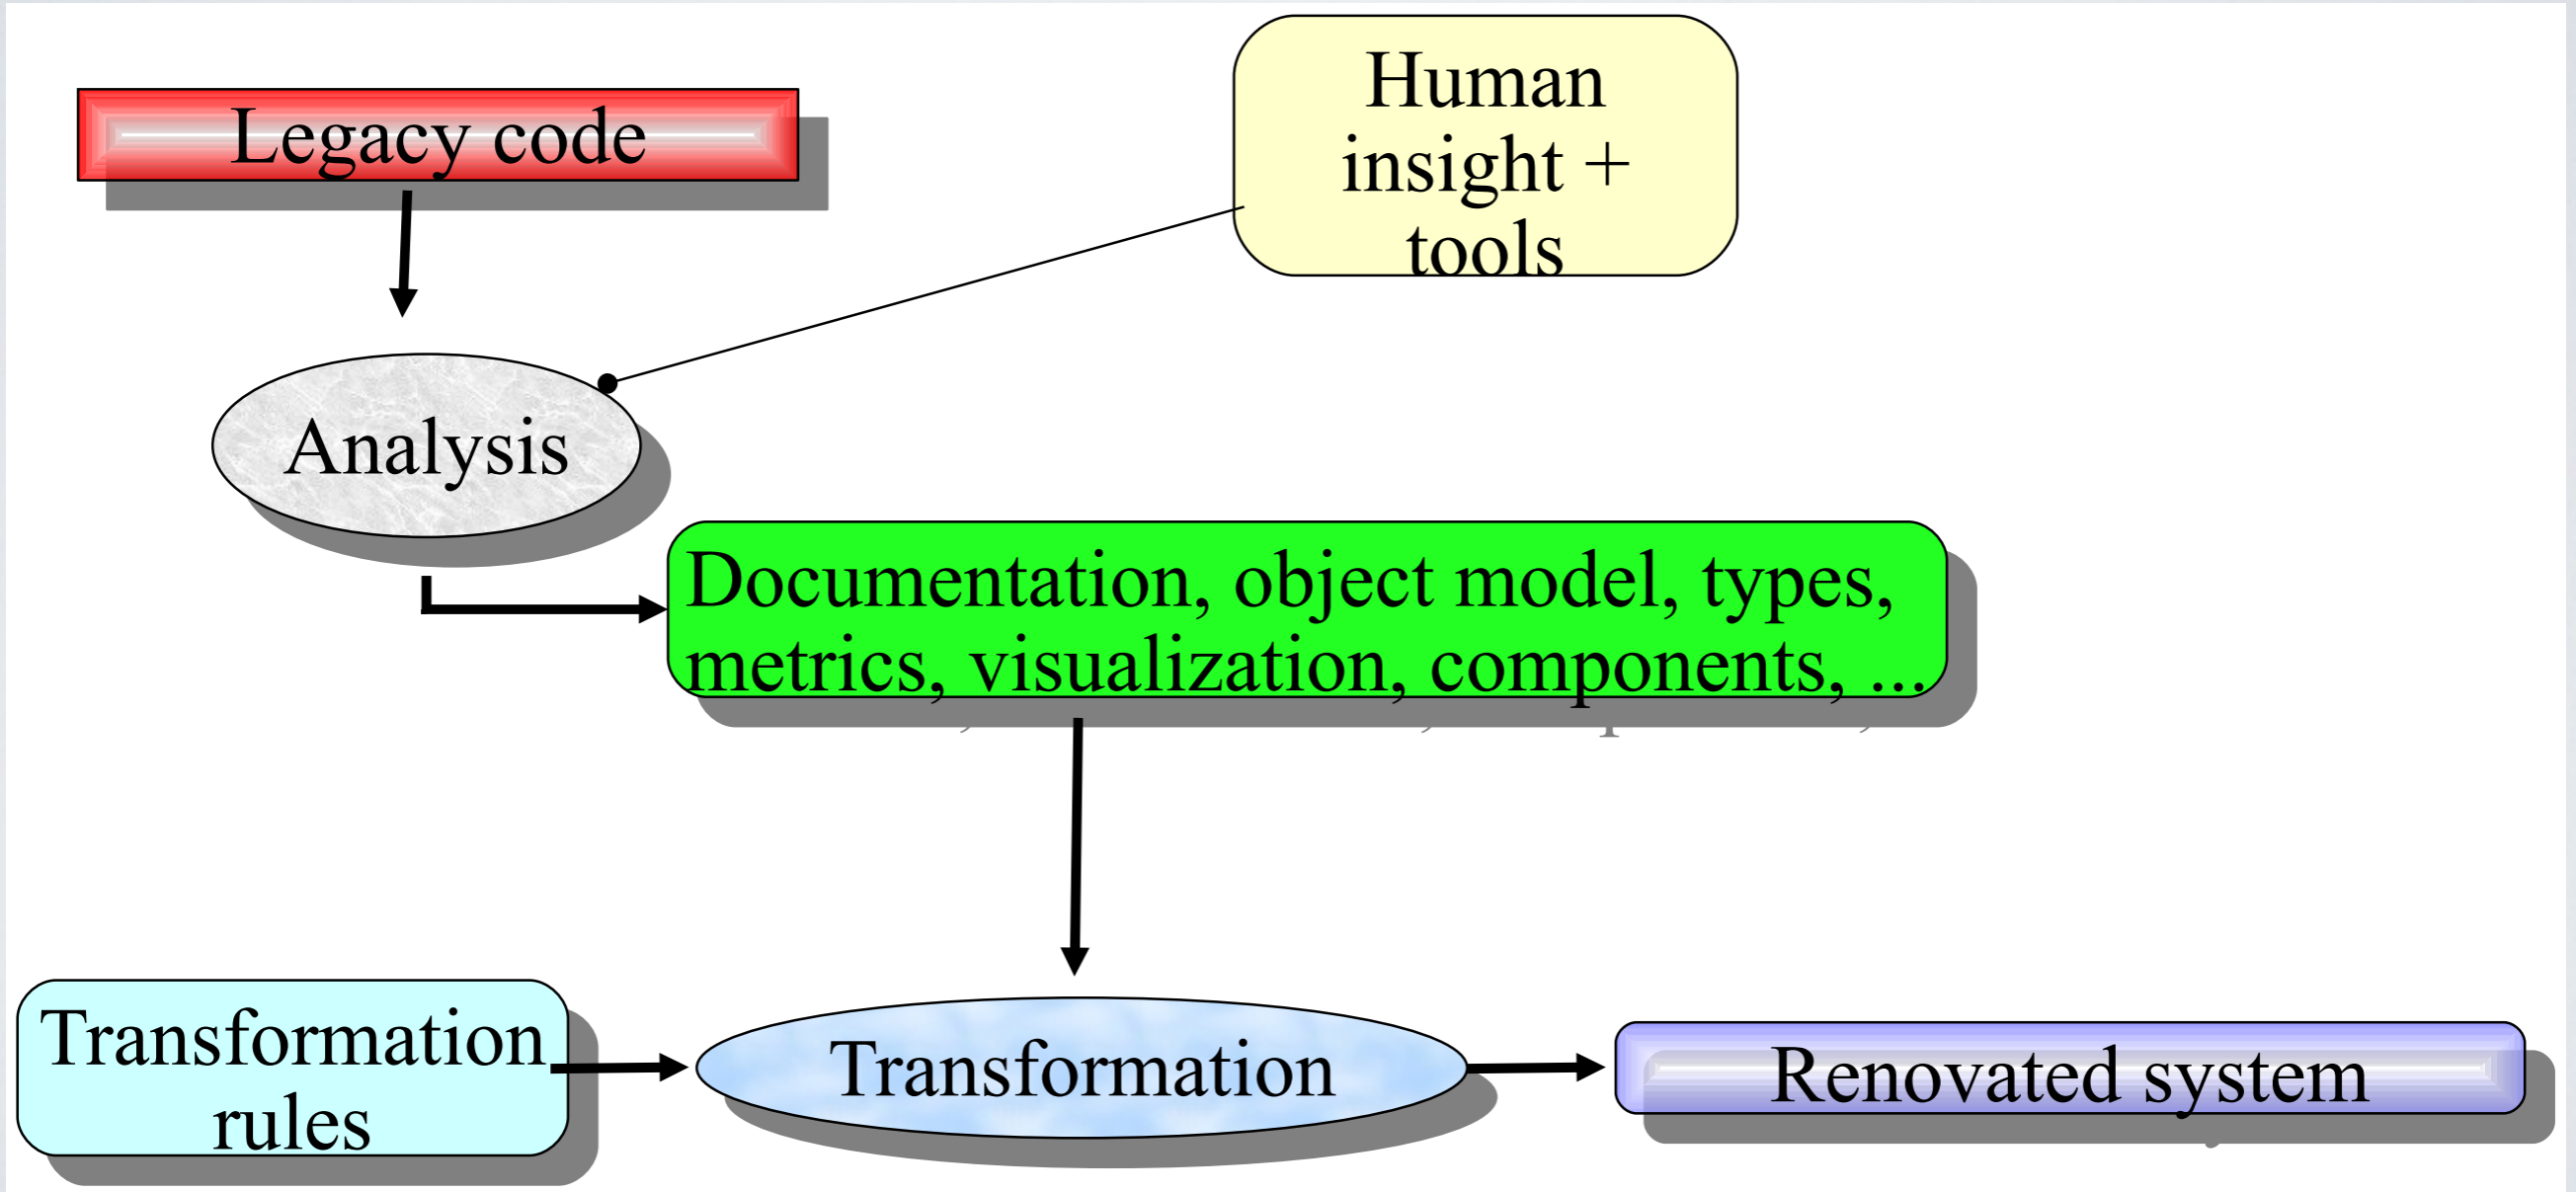 Legacy code
Human
insight +
tools
Analysis
Documentation, object model, types,
metrics, visualization, components, ...
Transformation
rules
Transformation
Renovated system